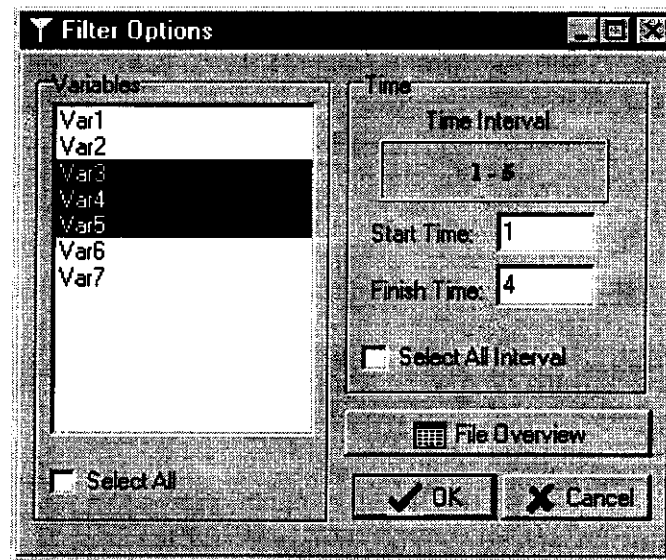 Filter Options
Variables
Var1
Var2
Var3
Var4
Var5
Var6
Var7
Select All
Time
Time Interval
1 - 5
Start Time: 1
Finish Time: 4
Select All Interval
File Overview
OK
Cancel